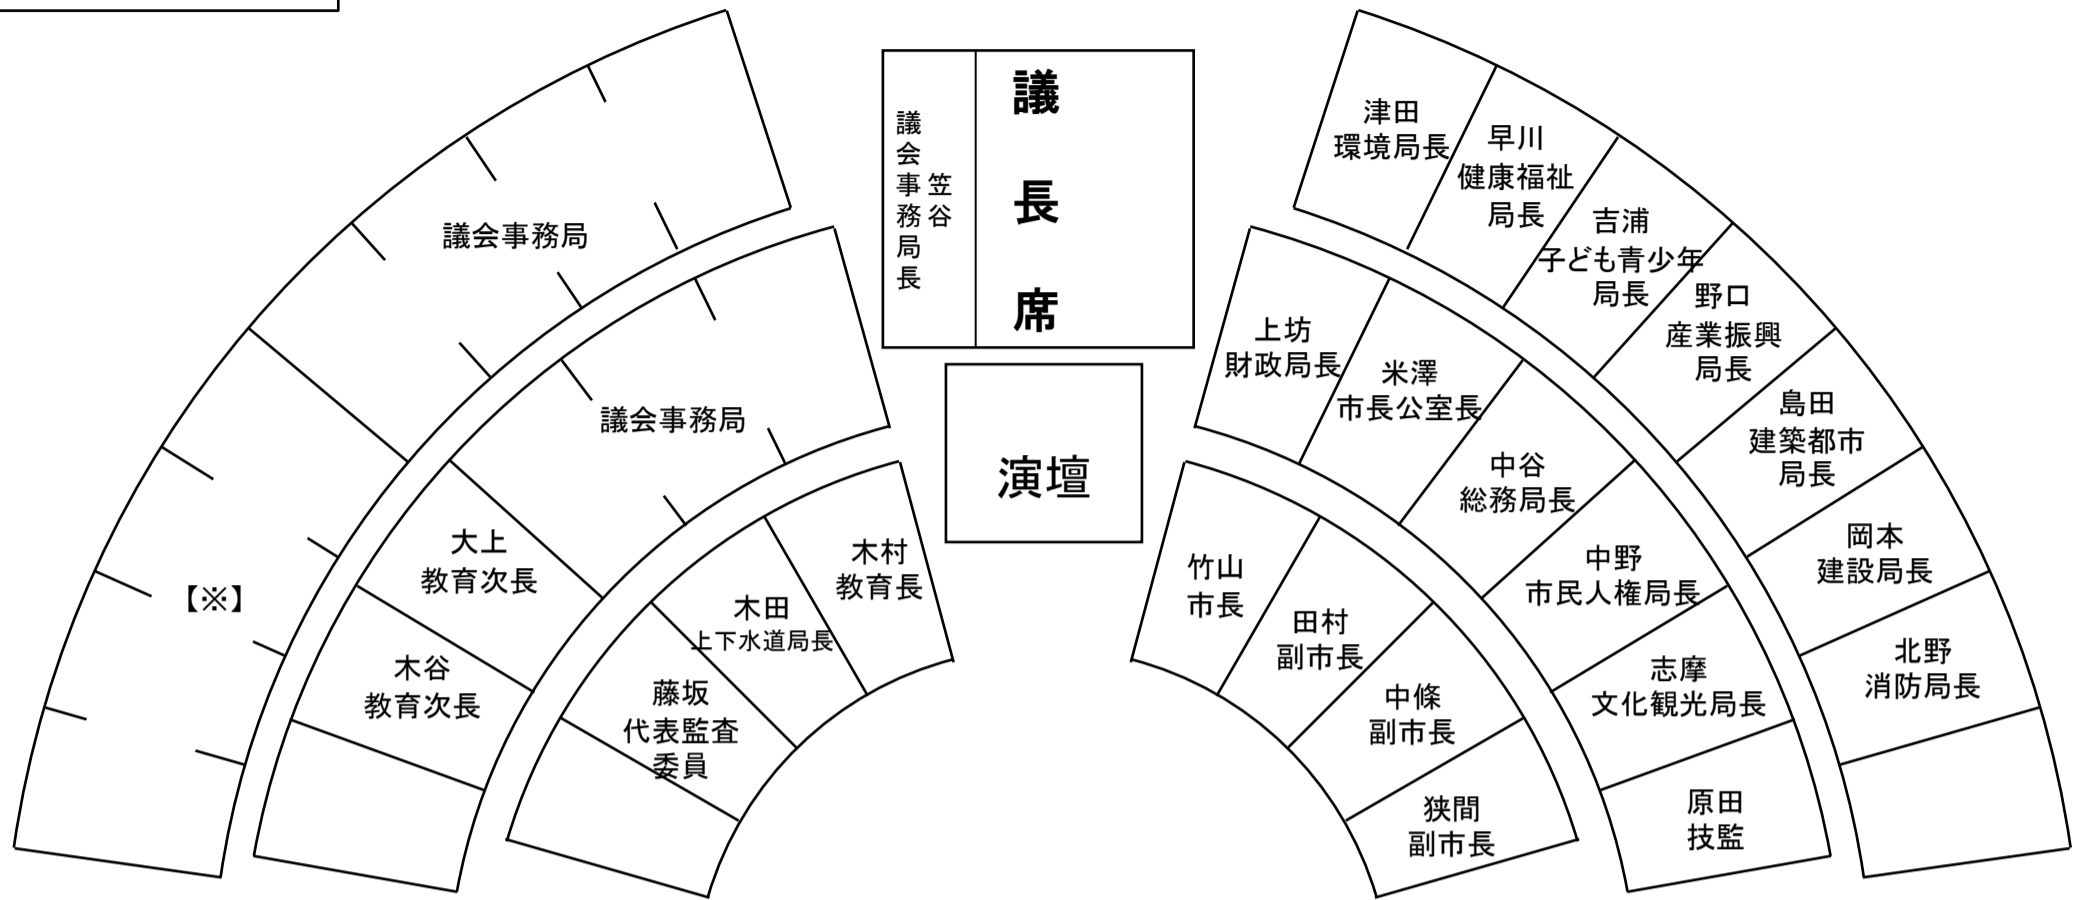 議会事務局
議会事務局
大上
教育次長
木谷
教育次長
【※】
木村
教育長
木田
上下水道局長
藤坂
代表監査
委員
議長席
笠谷
議会事務局長
演壇
津田
環境局長
早川
健康福祉
局長
吉浦
子ども青少年
局長
野口
産業振興
局長
島田
建築都市
局長
岡本
建設局長
北野
消防局長
上坊
財政局長
米澤
市長公室長
中谷
総務局長
中野
市民人権局長
志摩
文化観光局長
原田
技監
竹山
市長
田村
副市長
中條
副市長
狭間
副市長